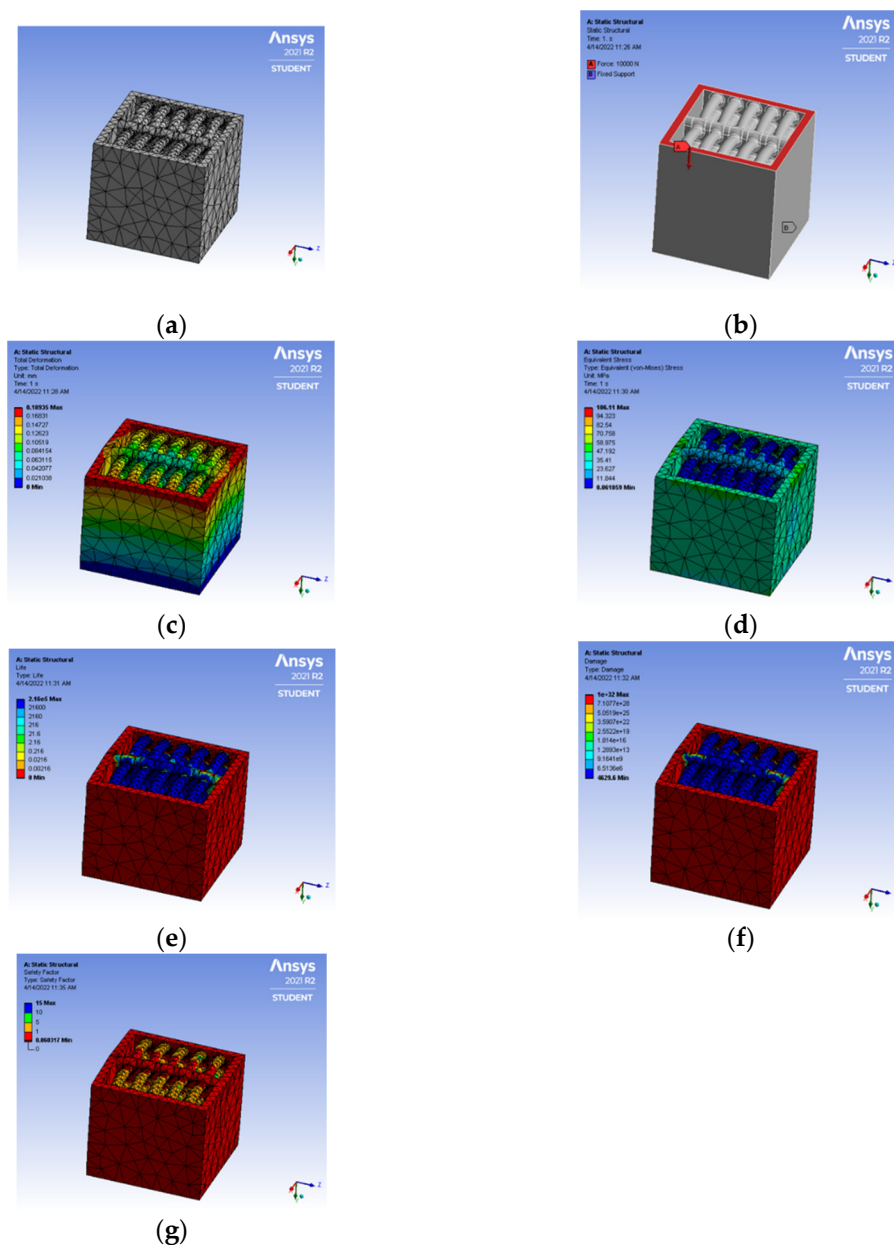 Ansys
2021 R2
STUDENT
(a)
A: Static Structural
Static Structural
Time: 1. s
4/14/2022 11:26 AM
A Force: 10000 N
B Fixed Support
Ansys
2021 R2
STUDENT
A
B
Z
(b)
A: Static Structural
Total Deformation
Type: Total Deformation
Unit: mm
Time: 1 s
4/14/2022 11:28 AM
0.18935 Max
0.16831
0.14727
0.12623
0.10519
0.084154
0.063115
0.042077
0.021038
0 Min
Ansys
2021 R2
STUDENT
Z
(c)
A: Static Structural
Equivalent Stress
Type: Equivalent (von-Mises) Stress
Unit: MPa
Time: 1 s
4/14/2022 11:30 AM
106.11 Max
94.323
82.54
70.758
58.975
47.192
35.41
23.627
11.844
0.061859 Min
Ansys
2021 R2
STUDENT
Z
(d)
A: Static Structural
Life
Type: Life
4/14/2022 11:31 AM
2.16e5 Max
21600
2160
216
21.6
2.16
0.216
0.0216
0.00216
0 Min
Ansys
2021 R2
STUDENT
Z
(e)
A: Static Structural
Damage
Type: Damage
4/14/2022 11:32 AM
1e+32 Max
7.1077e+28
5.0519e+25
3.5907e+22
2.5522e+19
1.814e+16
1.2893e+13
9.1641e9
6.5136e6
4629.6 Min
Ansys
2021 R2
STUDENT
Z
(f)
A: Static Structural
Safety Factor
Type: Safety Factor
4/14/2022 11:35 AM
15 Max
10
5
1
0
Ansys
2021 R2
STUDENT
Z
(g)